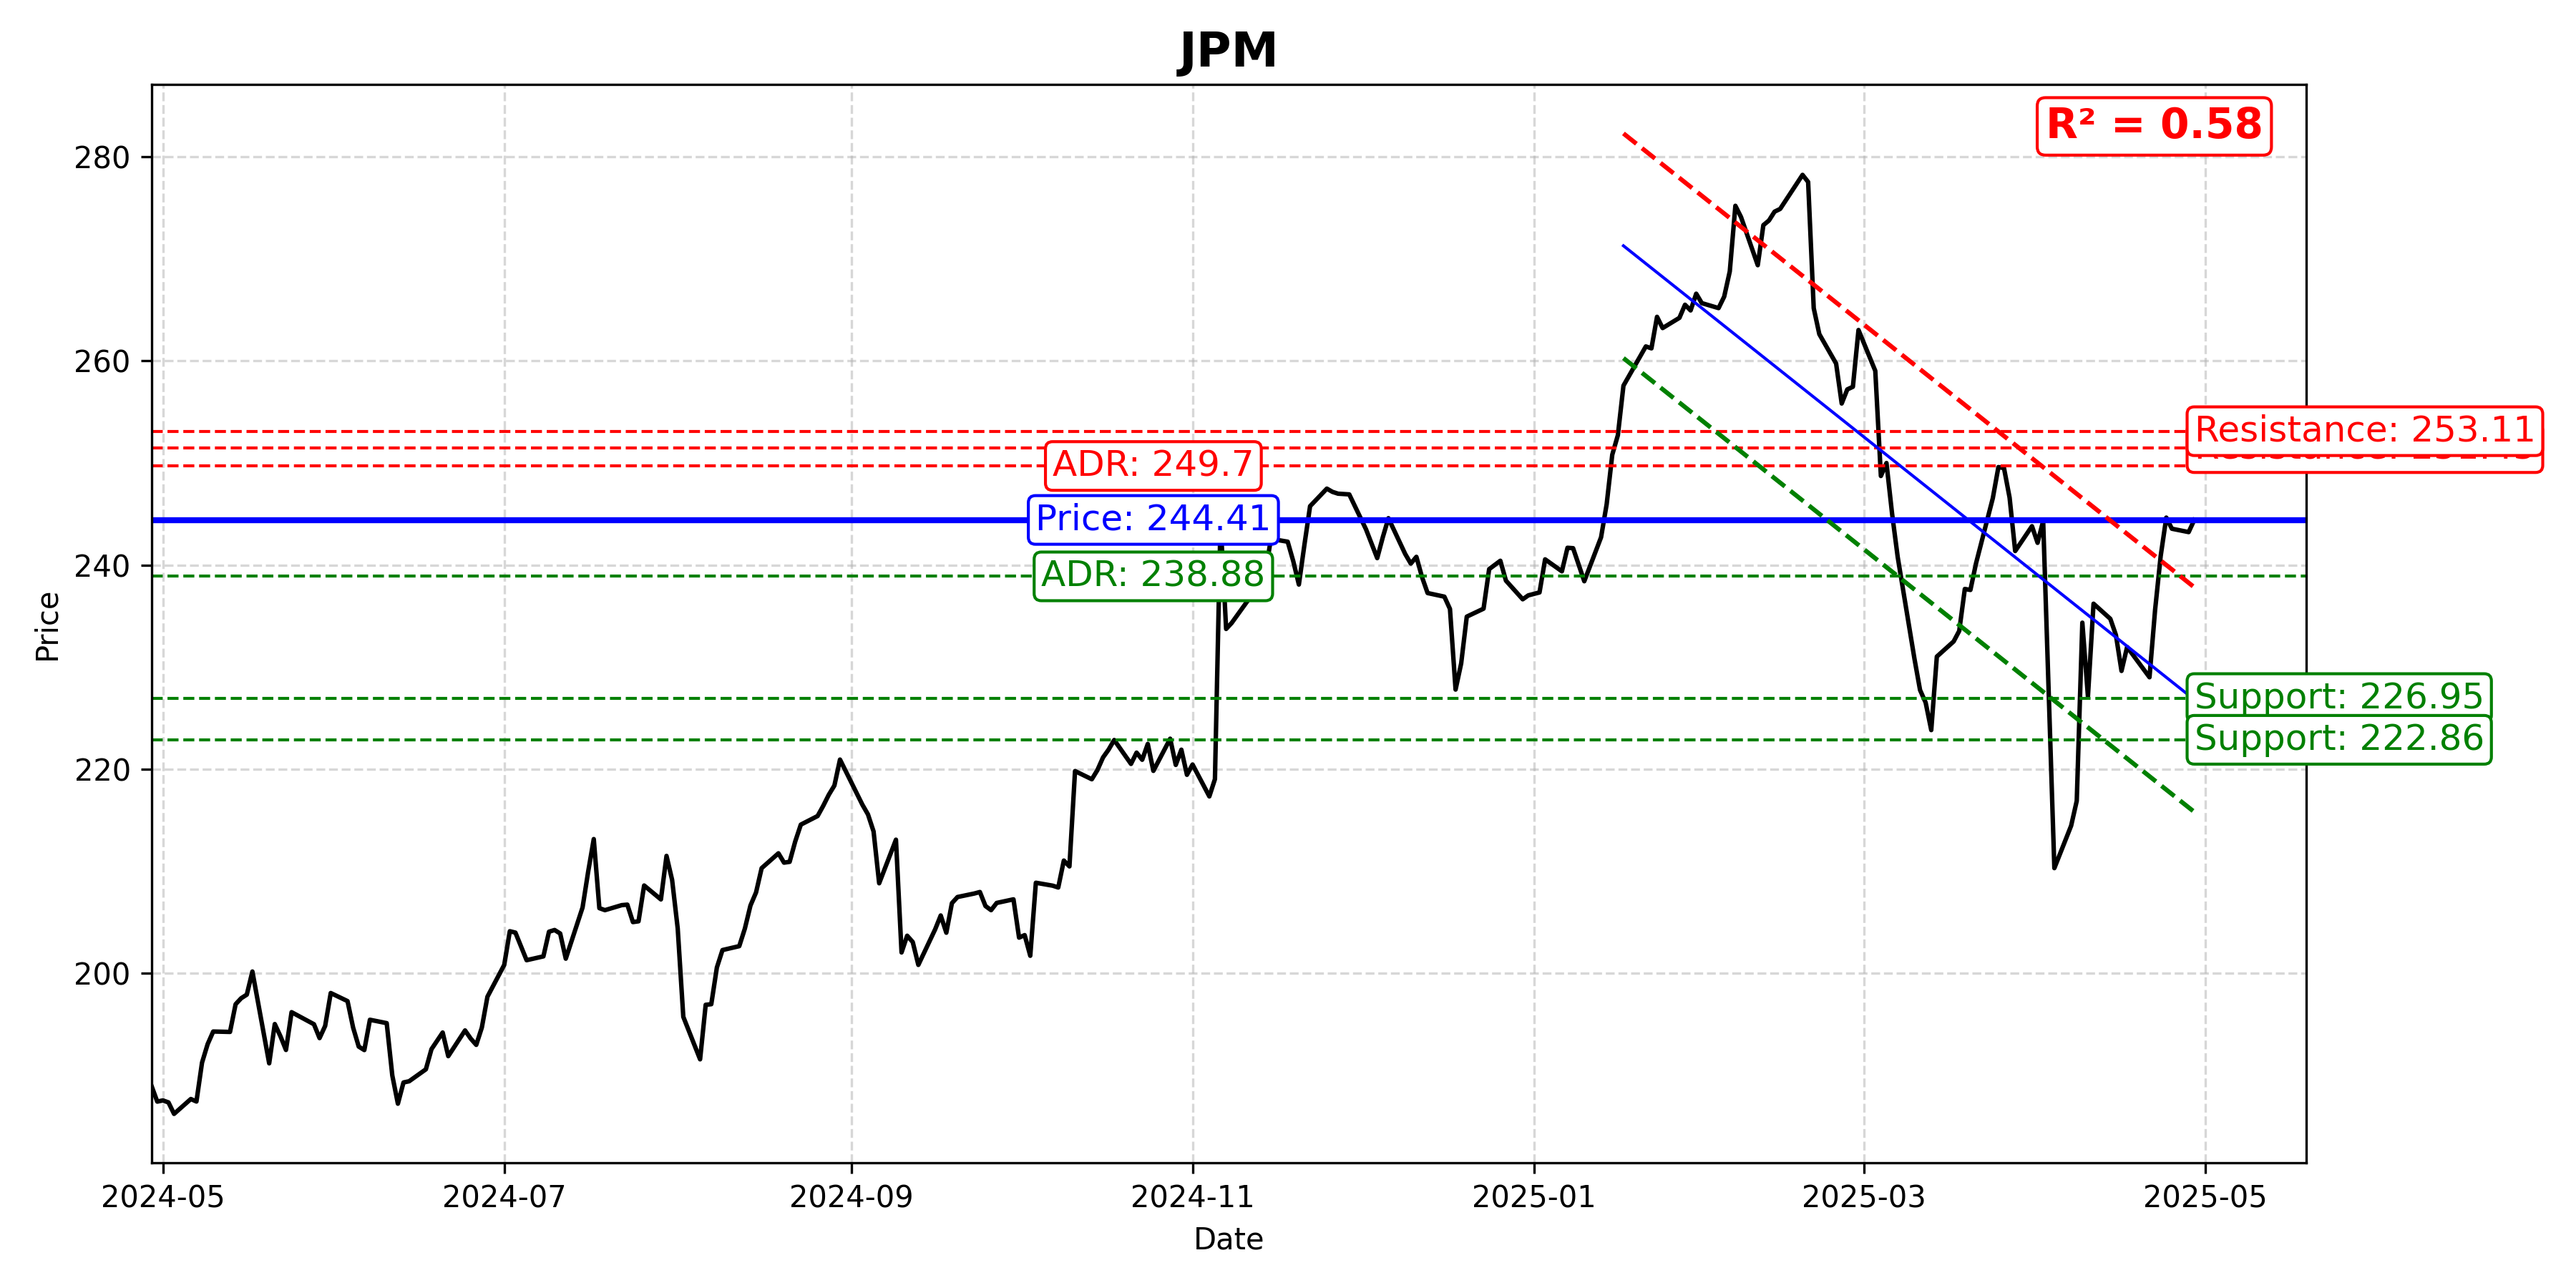 JPM
R² = 0.58
280
260
240
220
200
Price
Resistance: 253.11
ADR: 249.7
Price: 244.41
ADR: 238.88
Support: 226.95
Support: 222.86
2024-05
2024-07
2024-09
2024-11
2025-01
2025-03
2025-05
Date